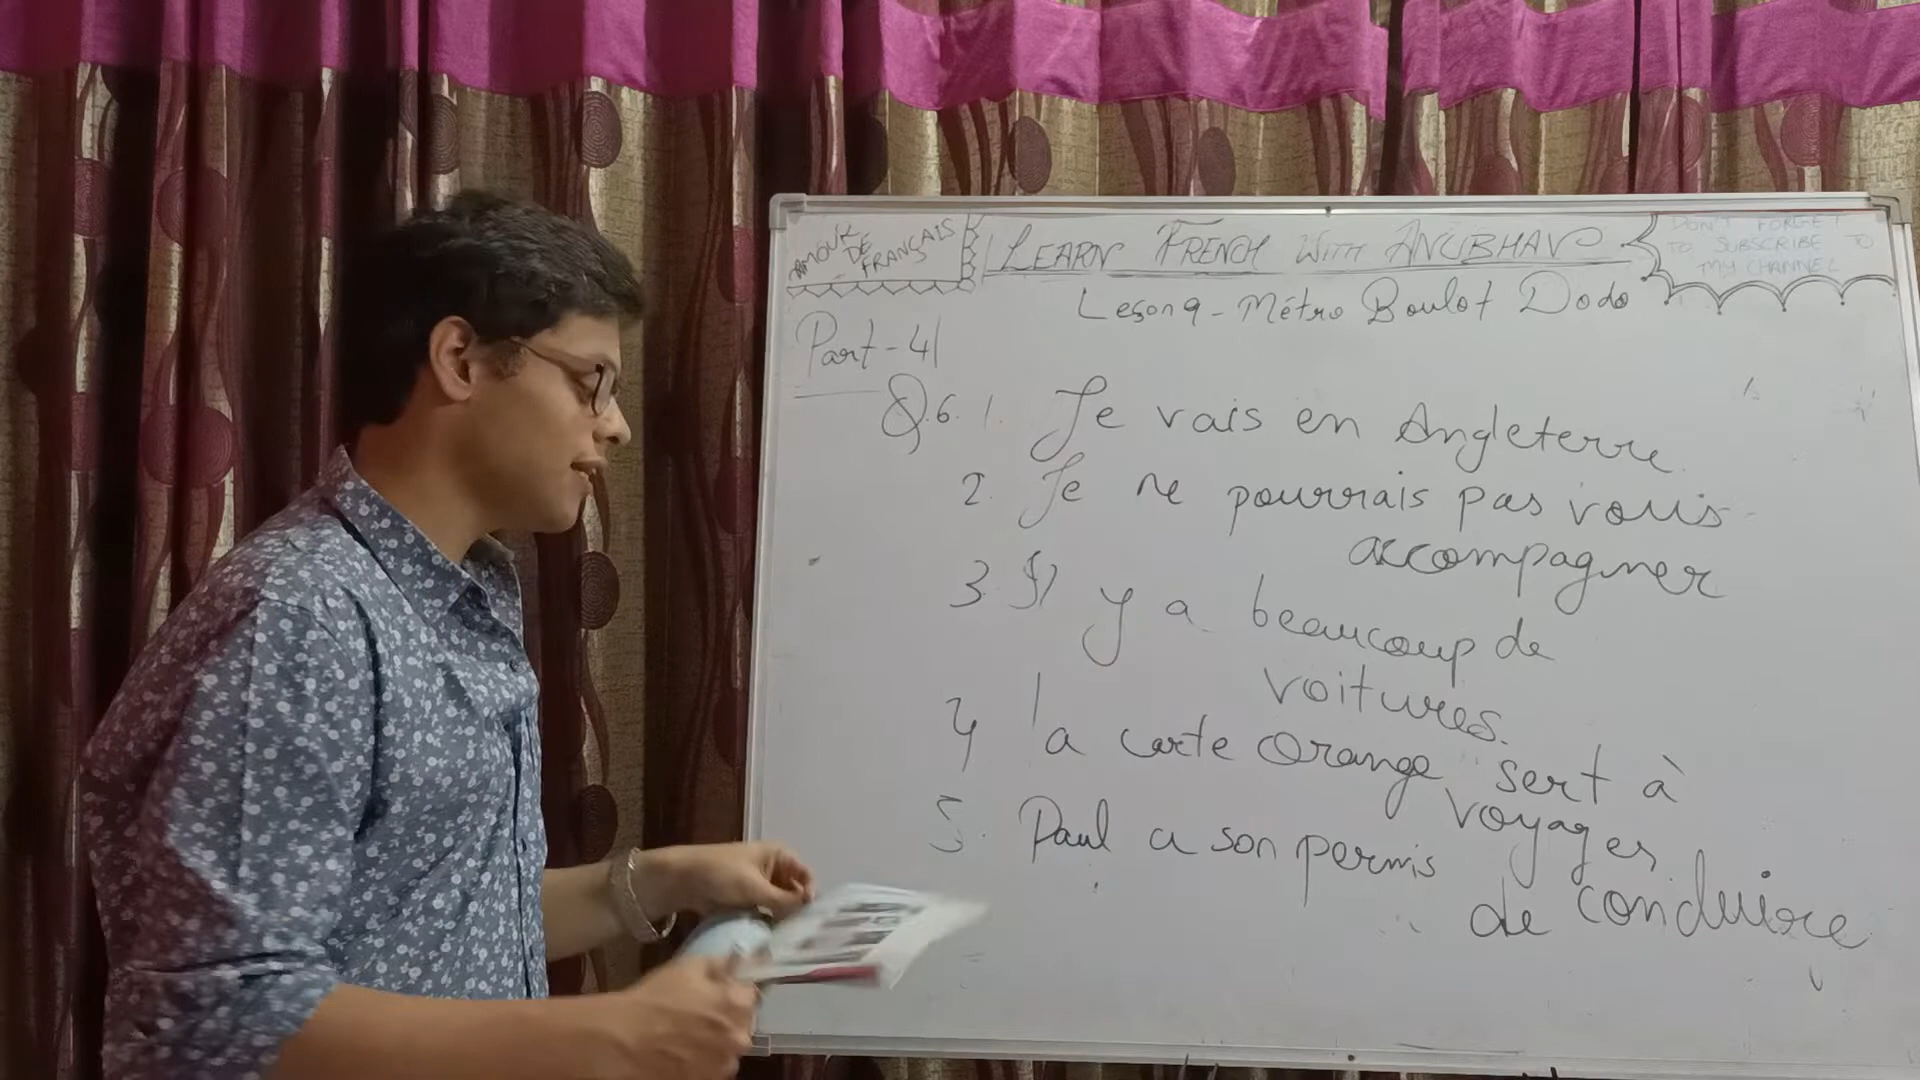 AMOUR DE FRANÇAIS
LEARN FRENCH WITH ANUBHAV
DON'T FORGET
TO SUBSCRIBE TO
MY CHANNEL
Leçon 9 - Métro Boulot Dodo
Part-4
Q.6. 1. Je vais en Angleterre.
2. Je ne pourrais pas vous
accompagner
3. Il y a beaucoup de
voitures.
4 la carte orange sert à
voyager
5. Paul a son permis
de conduire